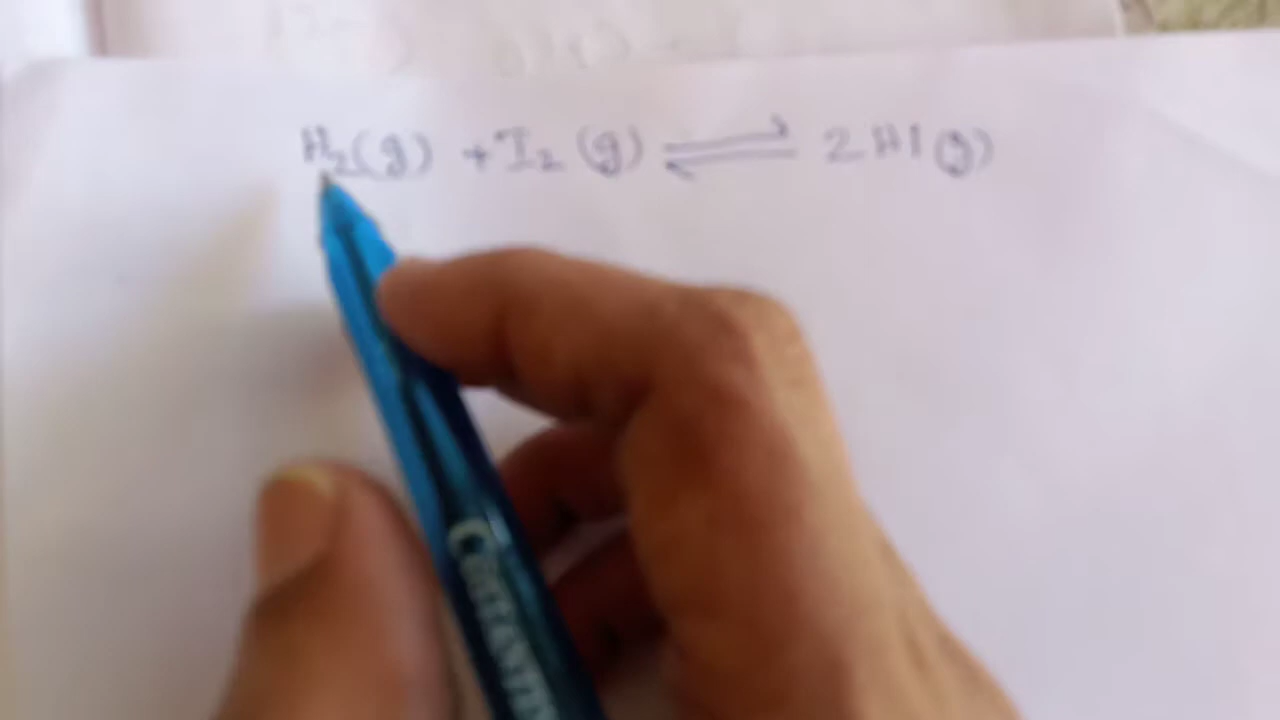 H₂(g) + I₂ (g) ⇌ 2HI(g)